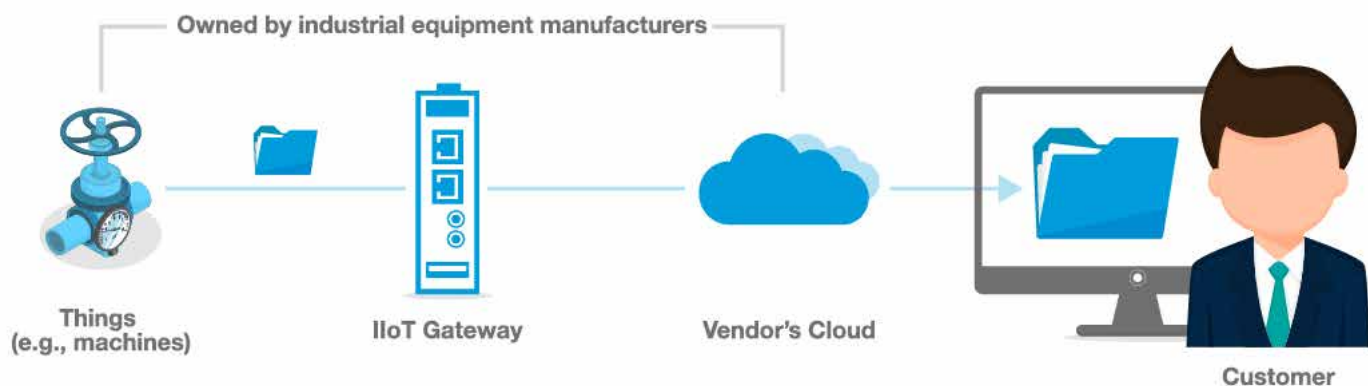 Owned by industrial equipment manufacturers
Things
(e.g., machines)
IIoT Gateway
Vendor's Cloud
Customer